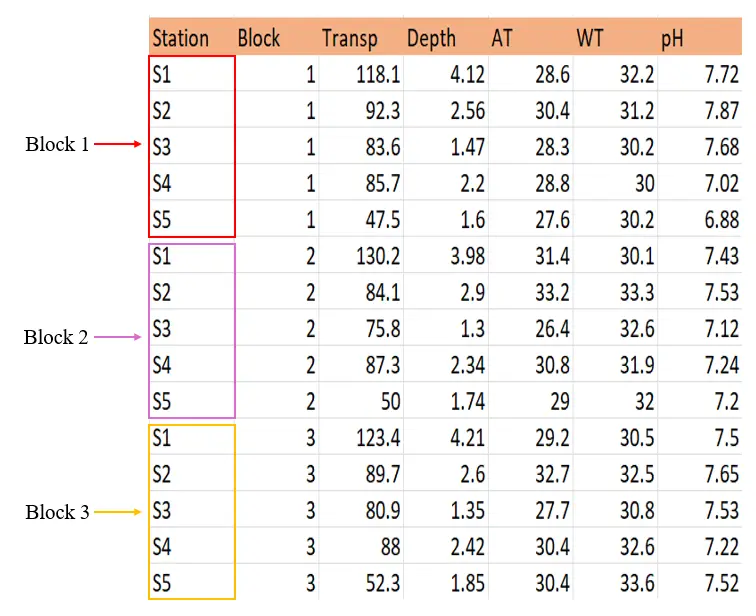 Station Block Transp Depth AT WT pH
S1 1 118.1 4.12 28.6 32.2 7.72
S2 1 92.3 2.56 30.4 31.2 7.87
Block 1 S3 1 83.6 1.47 28.3 30.2 7.68
S4 1 85.7 2.2 28.8 30 7.02
S5 1 47.5 1.6 27.6 30.2 6.88
S1 2 130.2 3.98 31.4 30.1 7.43
S2 2 84.1 2.9 33.2 33.3 7.53
Block 2 S3 2 75.8 1.3 26.4 32.6 7.12
S4 2 87.3 2.34 30.8 31.9 7.24
S5 2 50 1.74 29 32 7.2
S1 3 123.4 4.21 29.2 30.5 7.5
S2 3 89.7 2.6 32.7 32.5 7.65
Block 3 S3 3 80.9 1.35 27.7 30.8 7.53
S4 3 88 2.42 30.4 32.6 7.22
S5 3 52.3 1.85 30.4 33.6 7.52